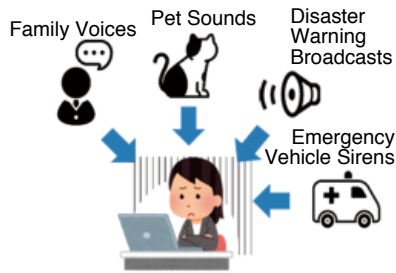 Family Voices
Pet Sounds
Disaster
Warning
Broadcasts
Emergency
Vehicle Sirens